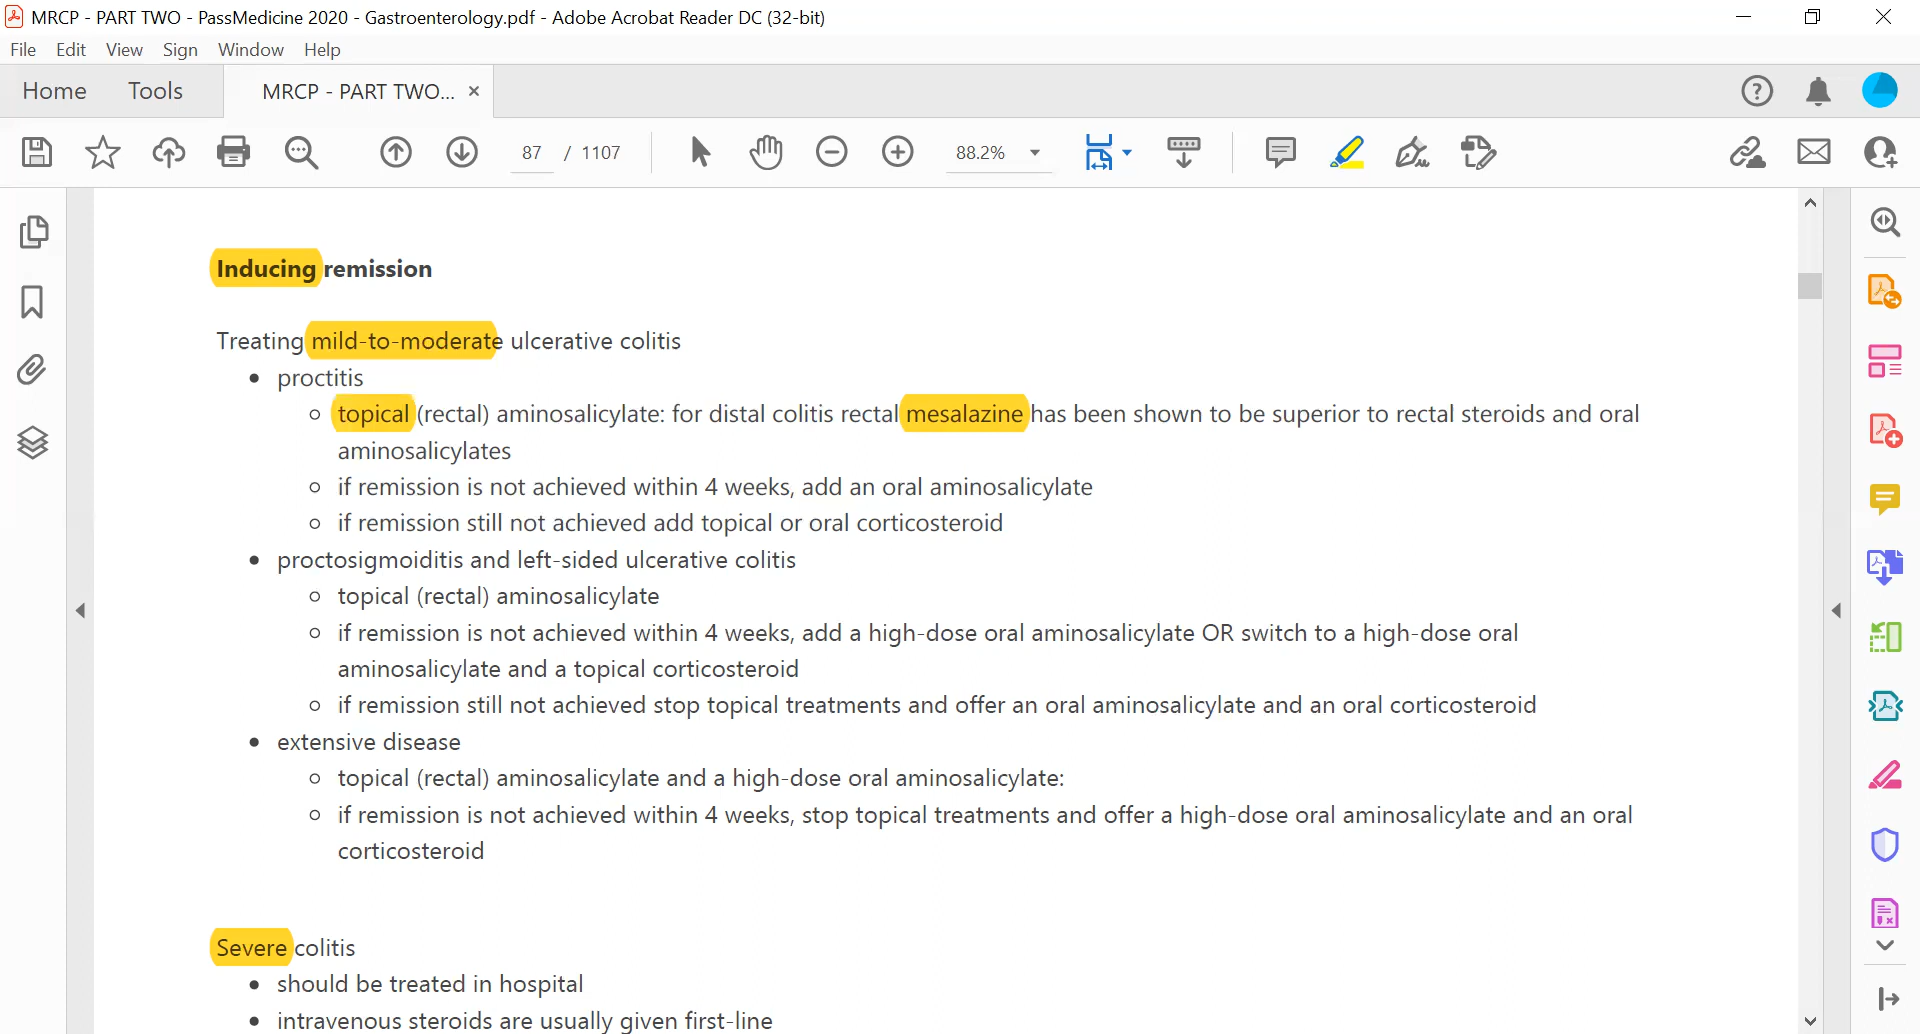 MRCP - PART TWO - PassMedicine 2020 - Gastroenterology.pdf - Adobe Acrobat Reader DC (32-bit)
File Edit View Sign Window Help
Home Tools MRCP - PART TWO... ×
87 / 1107 88.2%
Inducing remission
Treating mild-to-moderate ulcerative colitis
• proctitis
o topical (rectal) aminosalicylate: for distal colitis rectal mesalazine has been shown to be superior to rectal steroids and oral
aminosalicylates
o if remission is not achieved within 4 weeks, add an oral aminosalicylate
o if remission still not achieved add topical or oral corticosteroid
• proctosigmoiditis and left-sided ulcerative colitis
o topical (rectal) aminosalicylate
o if remission is not achieved within 4 weeks, add a high-dose oral aminosalicylate OR switch to a high-dose oral
aminosalicylate and a topical corticosteroid
o if remission still not achieved stop topical treatments and offer an oral aminosalicylate and an oral corticosteroid
• extensive disease
o topical (rectal) aminosalicylate and a high-dose oral aminosalicylate:
o if remission is not achieved within 4 weeks, stop topical treatments and offer a high-dose oral aminosalicylate and an oral
corticosteroid
Severe colitis
• should be treated in hospital
• intravenous steroids are usually given first-line